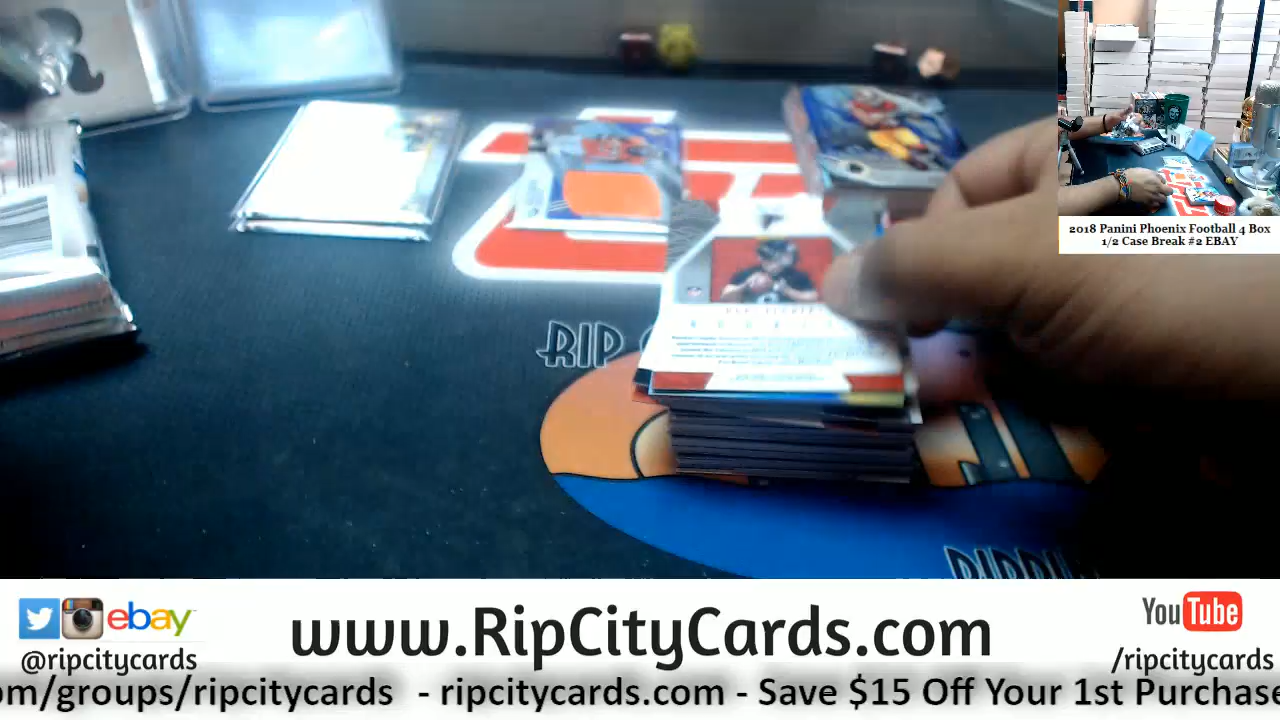 2018 Panini Phoenix Football 4 Box
1/2 Case Break #2 EBAY
RIP
ebay
@ripcitycards
www.RipCityCards.com
YouTube
/ripcitycards
om/groups/ripcitycards - ripcitycards.com - Save $15 Off Your 1st Purchase